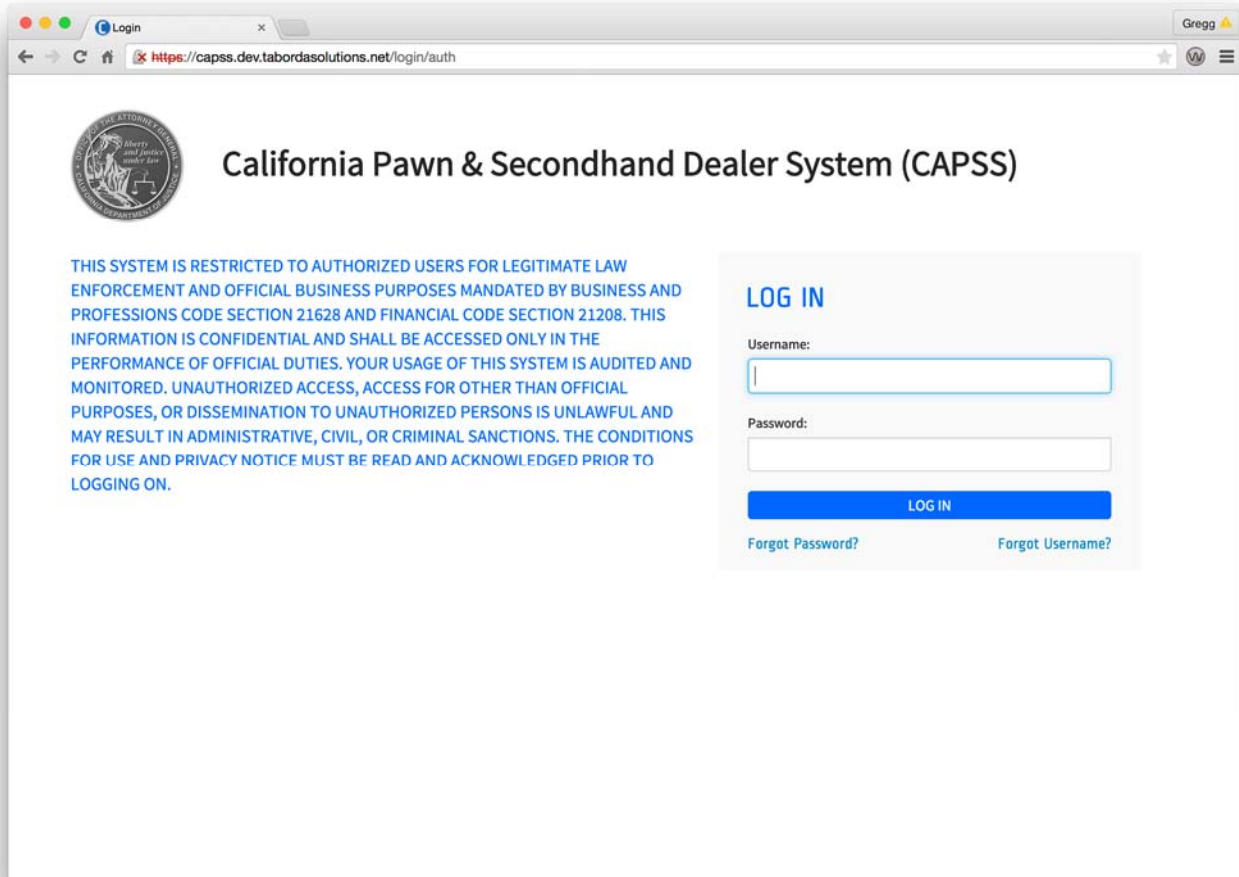 Login
Gregg
https://capss.dev.tabordasolutions.net/login/auth
OFFICE OF THE ATTORNEY GENERAL
liberty
and justice
under law
CALIFORNIA DEPARTMENT OF JUSTICE
California Pawn & Secondhand Dealer System (CAPSS)
THIS SYSTEM IS RESTRICTED TO AUTHORIZED USERS FOR LEGITIMATE LAW
ENFORCEMENT AND OFFICIAL BUSINESS PURPOSES MANDATED BY BUSINESS AND
PROFESSIONS CODE SECTION 21628 AND FINANCIAL CODE SECTION 21208. THIS
INFORMATION IS CONFIDENTIAL AND SHALL BE ACCESSED ONLY IN THE
PERFORMANCE OF OFFICIAL DUTIES. YOUR USAGE OF THIS SYSTEM IS AUDITED AND
MONITORED. UNAUTHORIZED ACCESS, ACCESS FOR OTHER THAN OFFICIAL
PURPOSES, OR DISSEMINATION TO UNAUTHORIZED PERSONS IS UNLAWFUL AND
MAY RESULT IN ADMINISTRATIVE, CIVIL, OR CRIMINAL SANCTIONS. THE CONDITIONS
FOR USE AND PRIVACY NOTICE MUST BE READ AND ACKNOWLEDGED PRIOR TO
LOGGING ON.
LOG IN
Username:
Password:
LOG IN
Forgot Password?
Forgot Username?